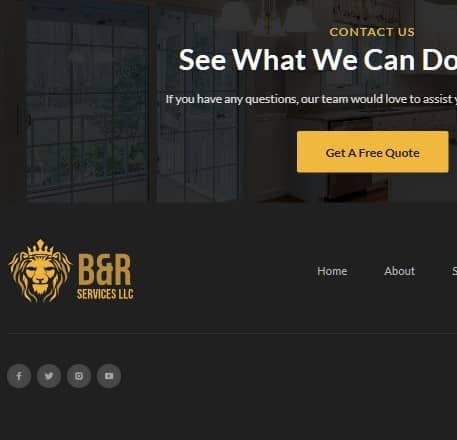 CONTACT US
See What We Can Do
If you have any questions, our team would love to assist
Get A Free Quote
B&R
SERVICES LLC
Home About